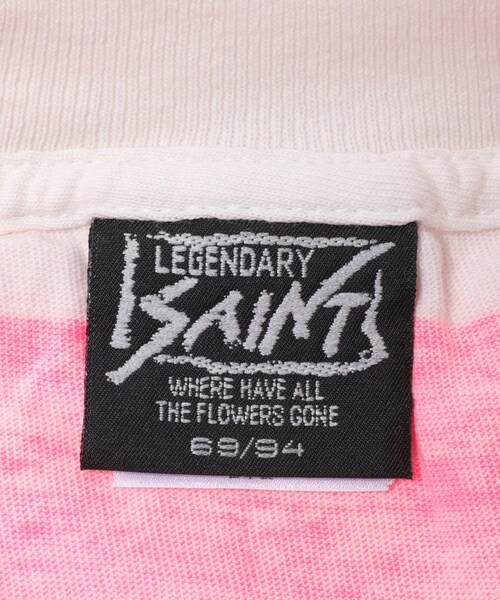 LEGENDARY
SAINTS
WHERE HAVE ALL
THE FLOWERS GONE
69/94